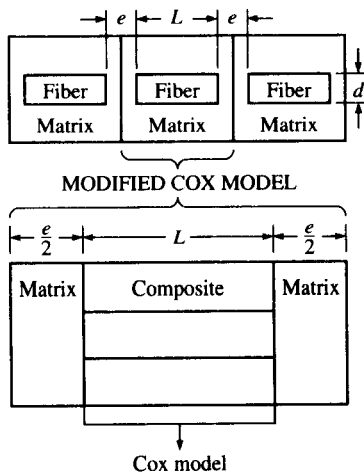 e L e
Fiber Fiber Fiber d
Matrix Matrix Matrix
MODIFIED COX MODEL
e/2 L e/2
Matrix Composite Matrix
Cox model